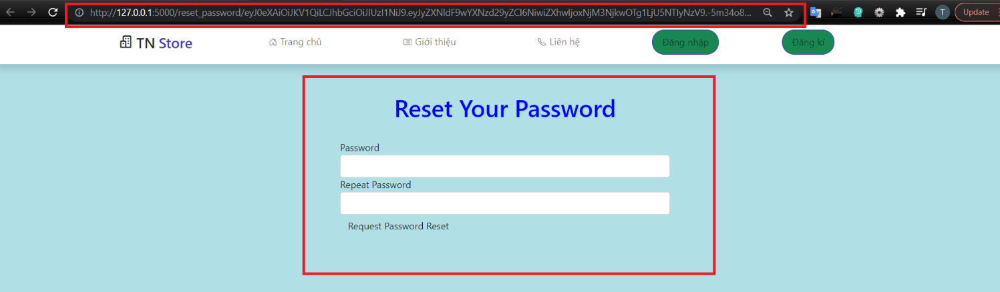 http://127.0.0.1:5000/reset_password/eyJ0eXAiOiJKV1QiLCJhbGciOiJIUzI1NiJ9.eyJyZXNldF9wYXNzd29yZCI6NiwiZXhwIjoxNjM3NjkwOTg1LjU5NTIyNzV9.-5m34o8...
T
Update
TN Store
Trang chủ
Giới thiệu
Liên hệ
Đăng nhập
Đăng kí
Reset Your Password
Password
Repeat Password
Request Password Reset